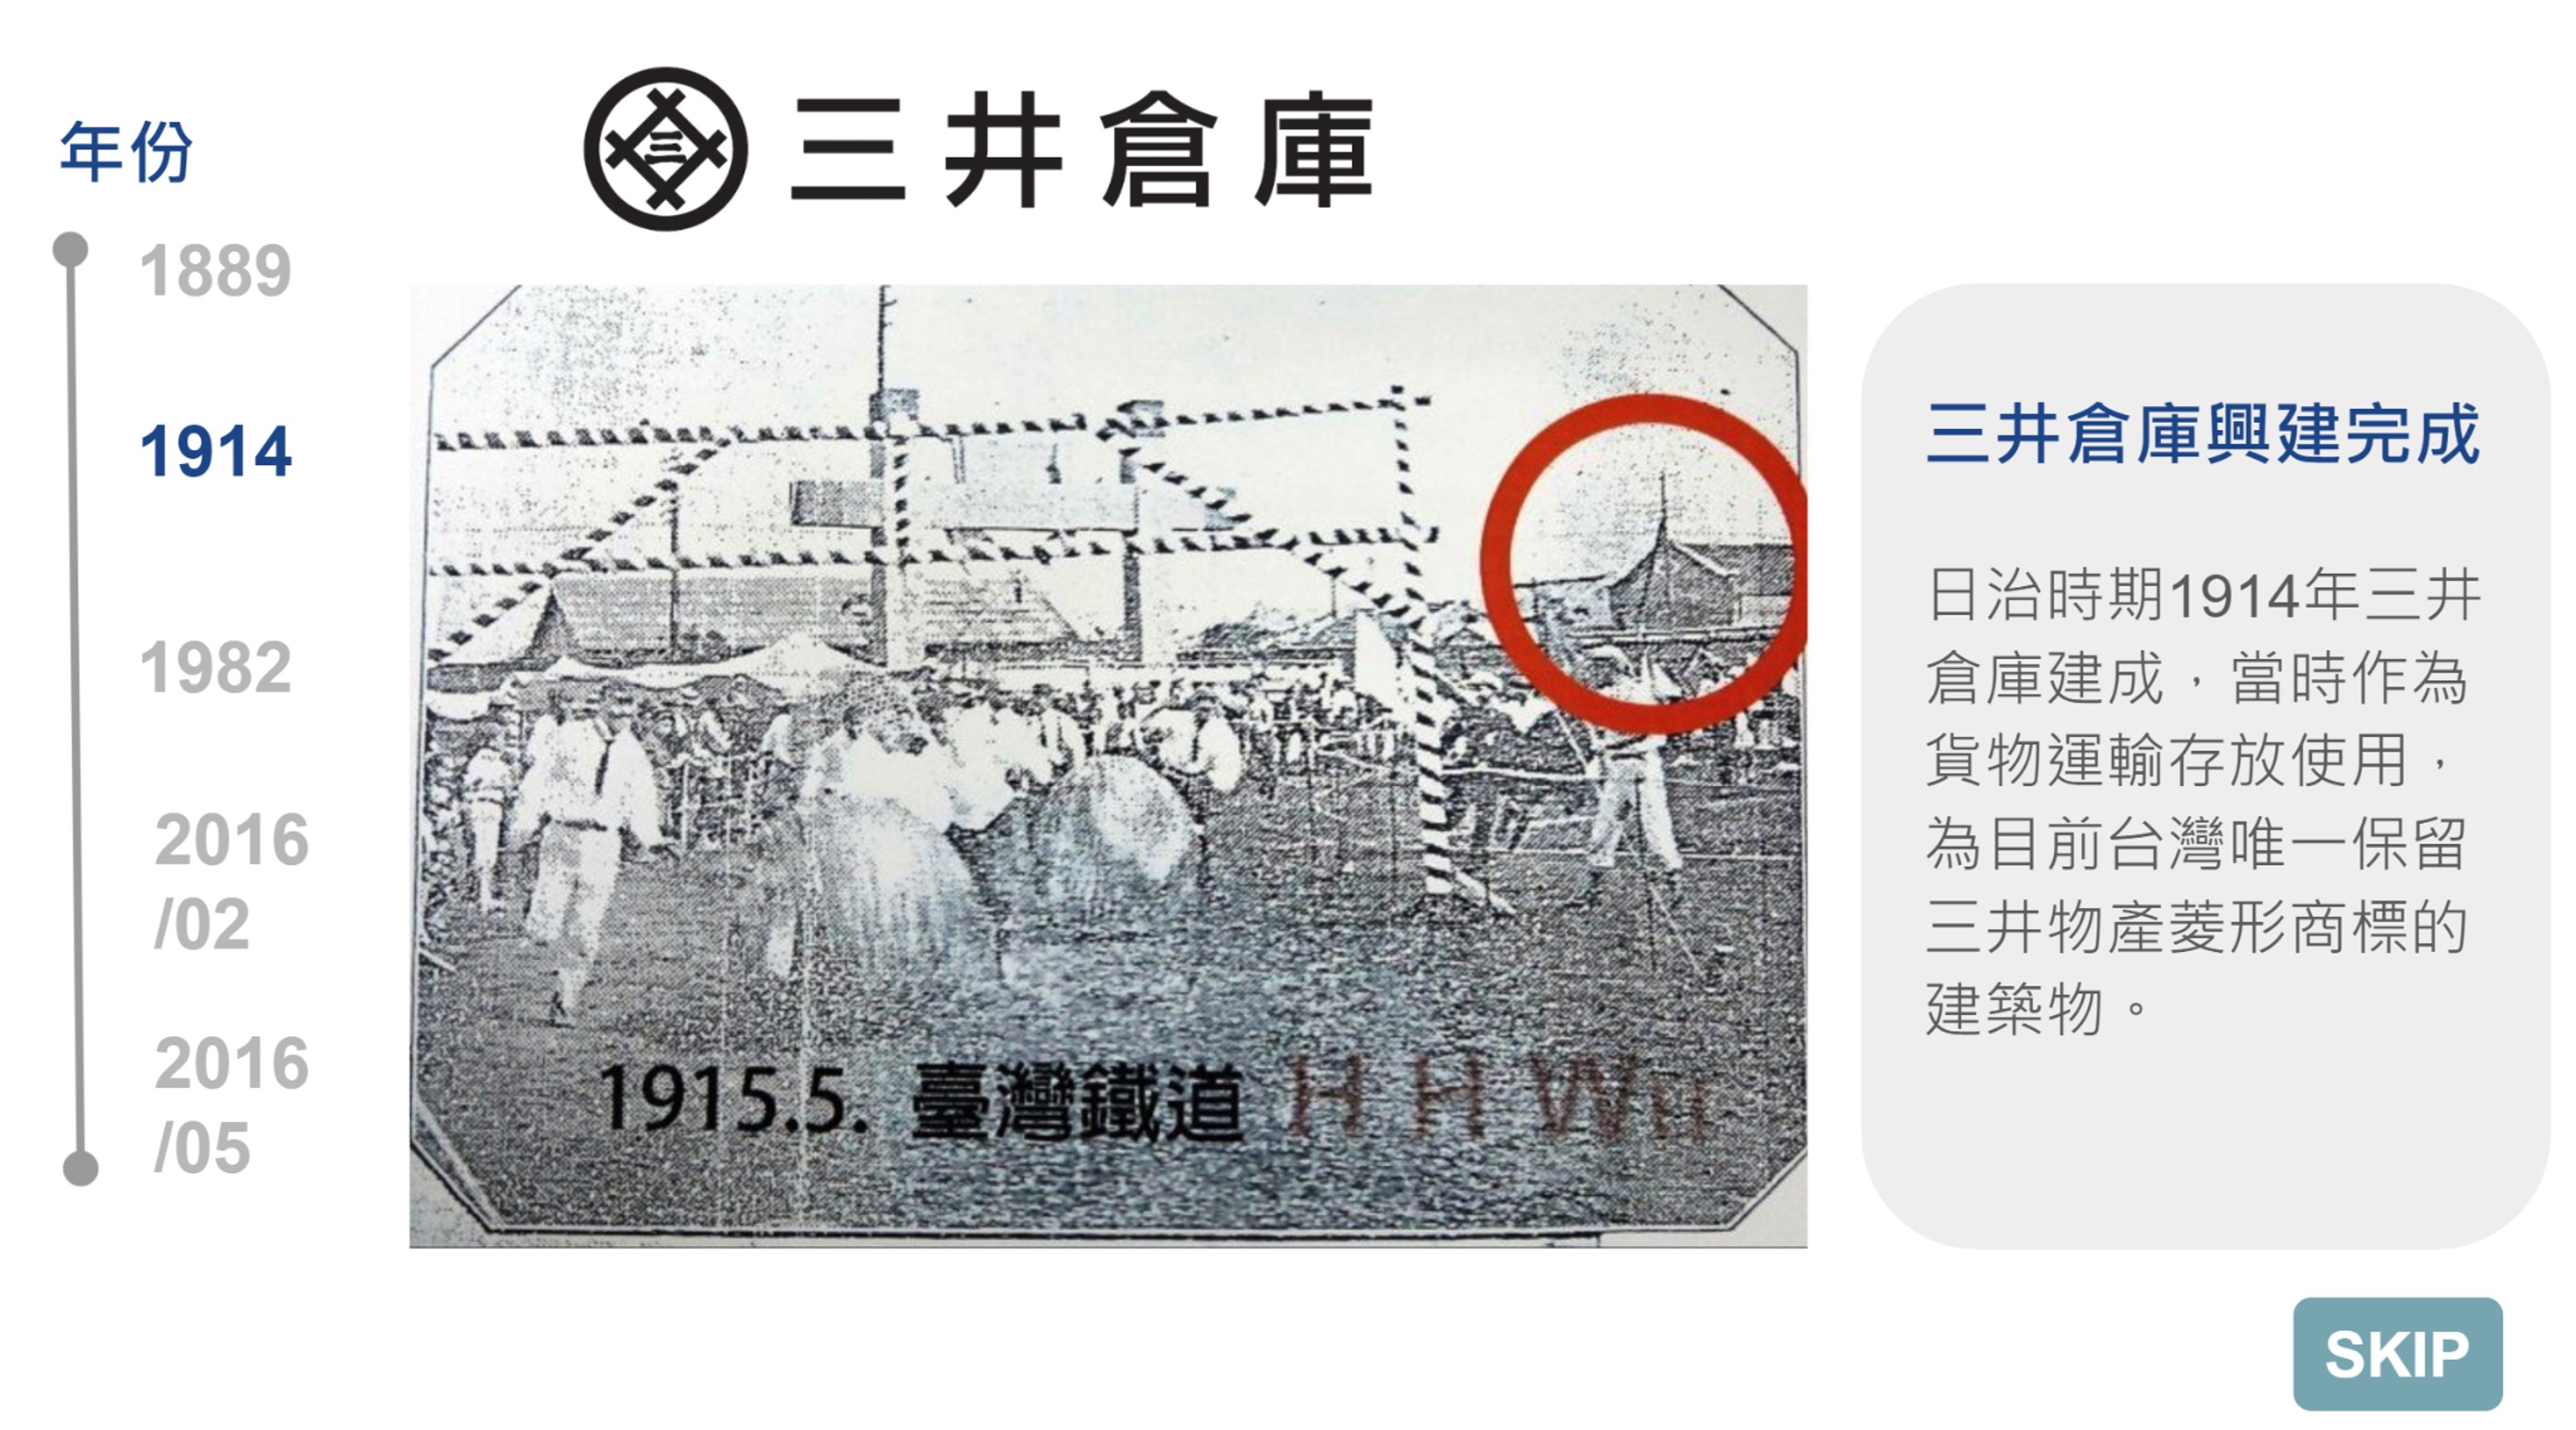 三井倉庫
年份
1889
1914
1982
2016
/02
2016
/05
1915.5. 臺灣鐵道 H H Wu
三井倉庫興建完成
日治時期1914年三井
倉庫建成，當時作為
貨物運輸存放使用，
為目前台灣唯一保留
三井物產菱形商標的
建築物。
SKIP